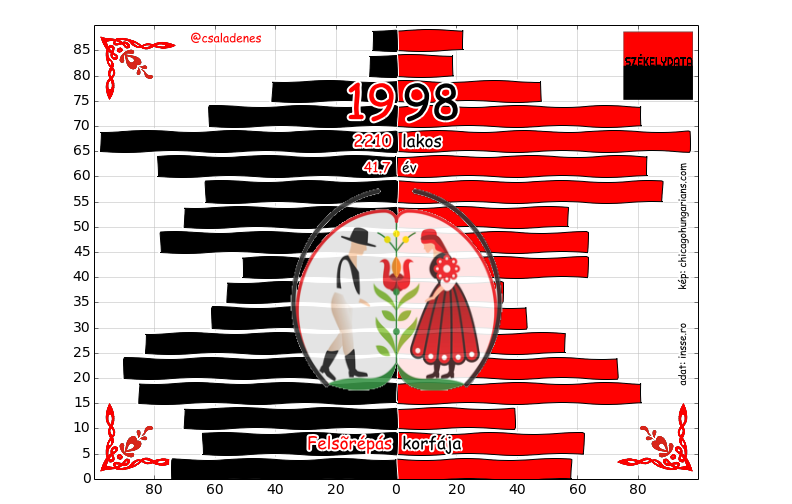 @csaladenes
SZÉKELYDATA
1998
2210 lakos
41.7 év
kép: chicagohungarians.com
adat: insse.ro
Felsõrépás korfája
85
80
75
70
65
60
55
50
45
40
35
30
25
20
15
10
5
0
80 60 40 20 0 20 40 60 80